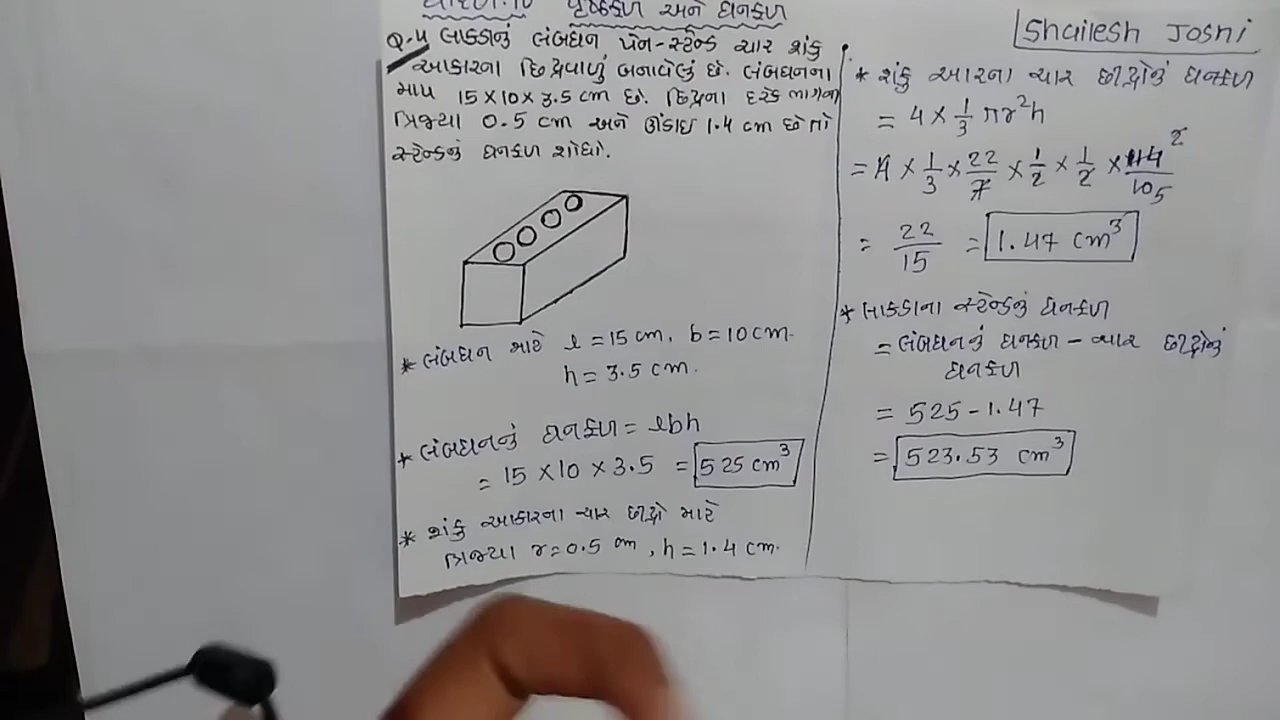 પૃષ્ઠફળ અને ઘનફળ
Shailesh Joshi
Q-4 લાકડાનું લંબઘન પેન-સ્ટેન્ડ ચાર શંકુ
આકારના છિદ્રવાળું બનાવેલું છે. લંબઘનના
માપ 15 X 10 X 3.5 cm છે. છિદ્રના દરેક ભાગના
ત્રિજ્યા 0.5 cm અને ઊંડાઇ 1.4 cm છે તો
સ્ટેન્ડનું ઘનફળ શોધો.
* લંબઘન માટે l = 15 cm, b = 10 cm.
h = 3.5 cm.
* લંબઘનનું ઘનફળ = lbh
= 15 X 10 X 3.5 = 525 cm³
* શંકુ આકારના ચાર છીદ્રો માટે
ત્રિજ્યા r = 0.5 cm, h = 1.4 cm.
* શંકુ આકારના ચાર છીદ્રોનું ઘનફળ
= 4 × 1/3 πr²h
= 4 × 1/3 × 22/7 × 1/2 × 1/2 × 14/10 2 5
= 22/15 = 1.47 cm³
* લાકડાના સ્ટેન્ડનું ઘનફળ
= લંબઘનનું ઘનફળ - ચાર છીદ્રોનું
ઘનફળ
= 525 - 1.47
= 523.53 cm³